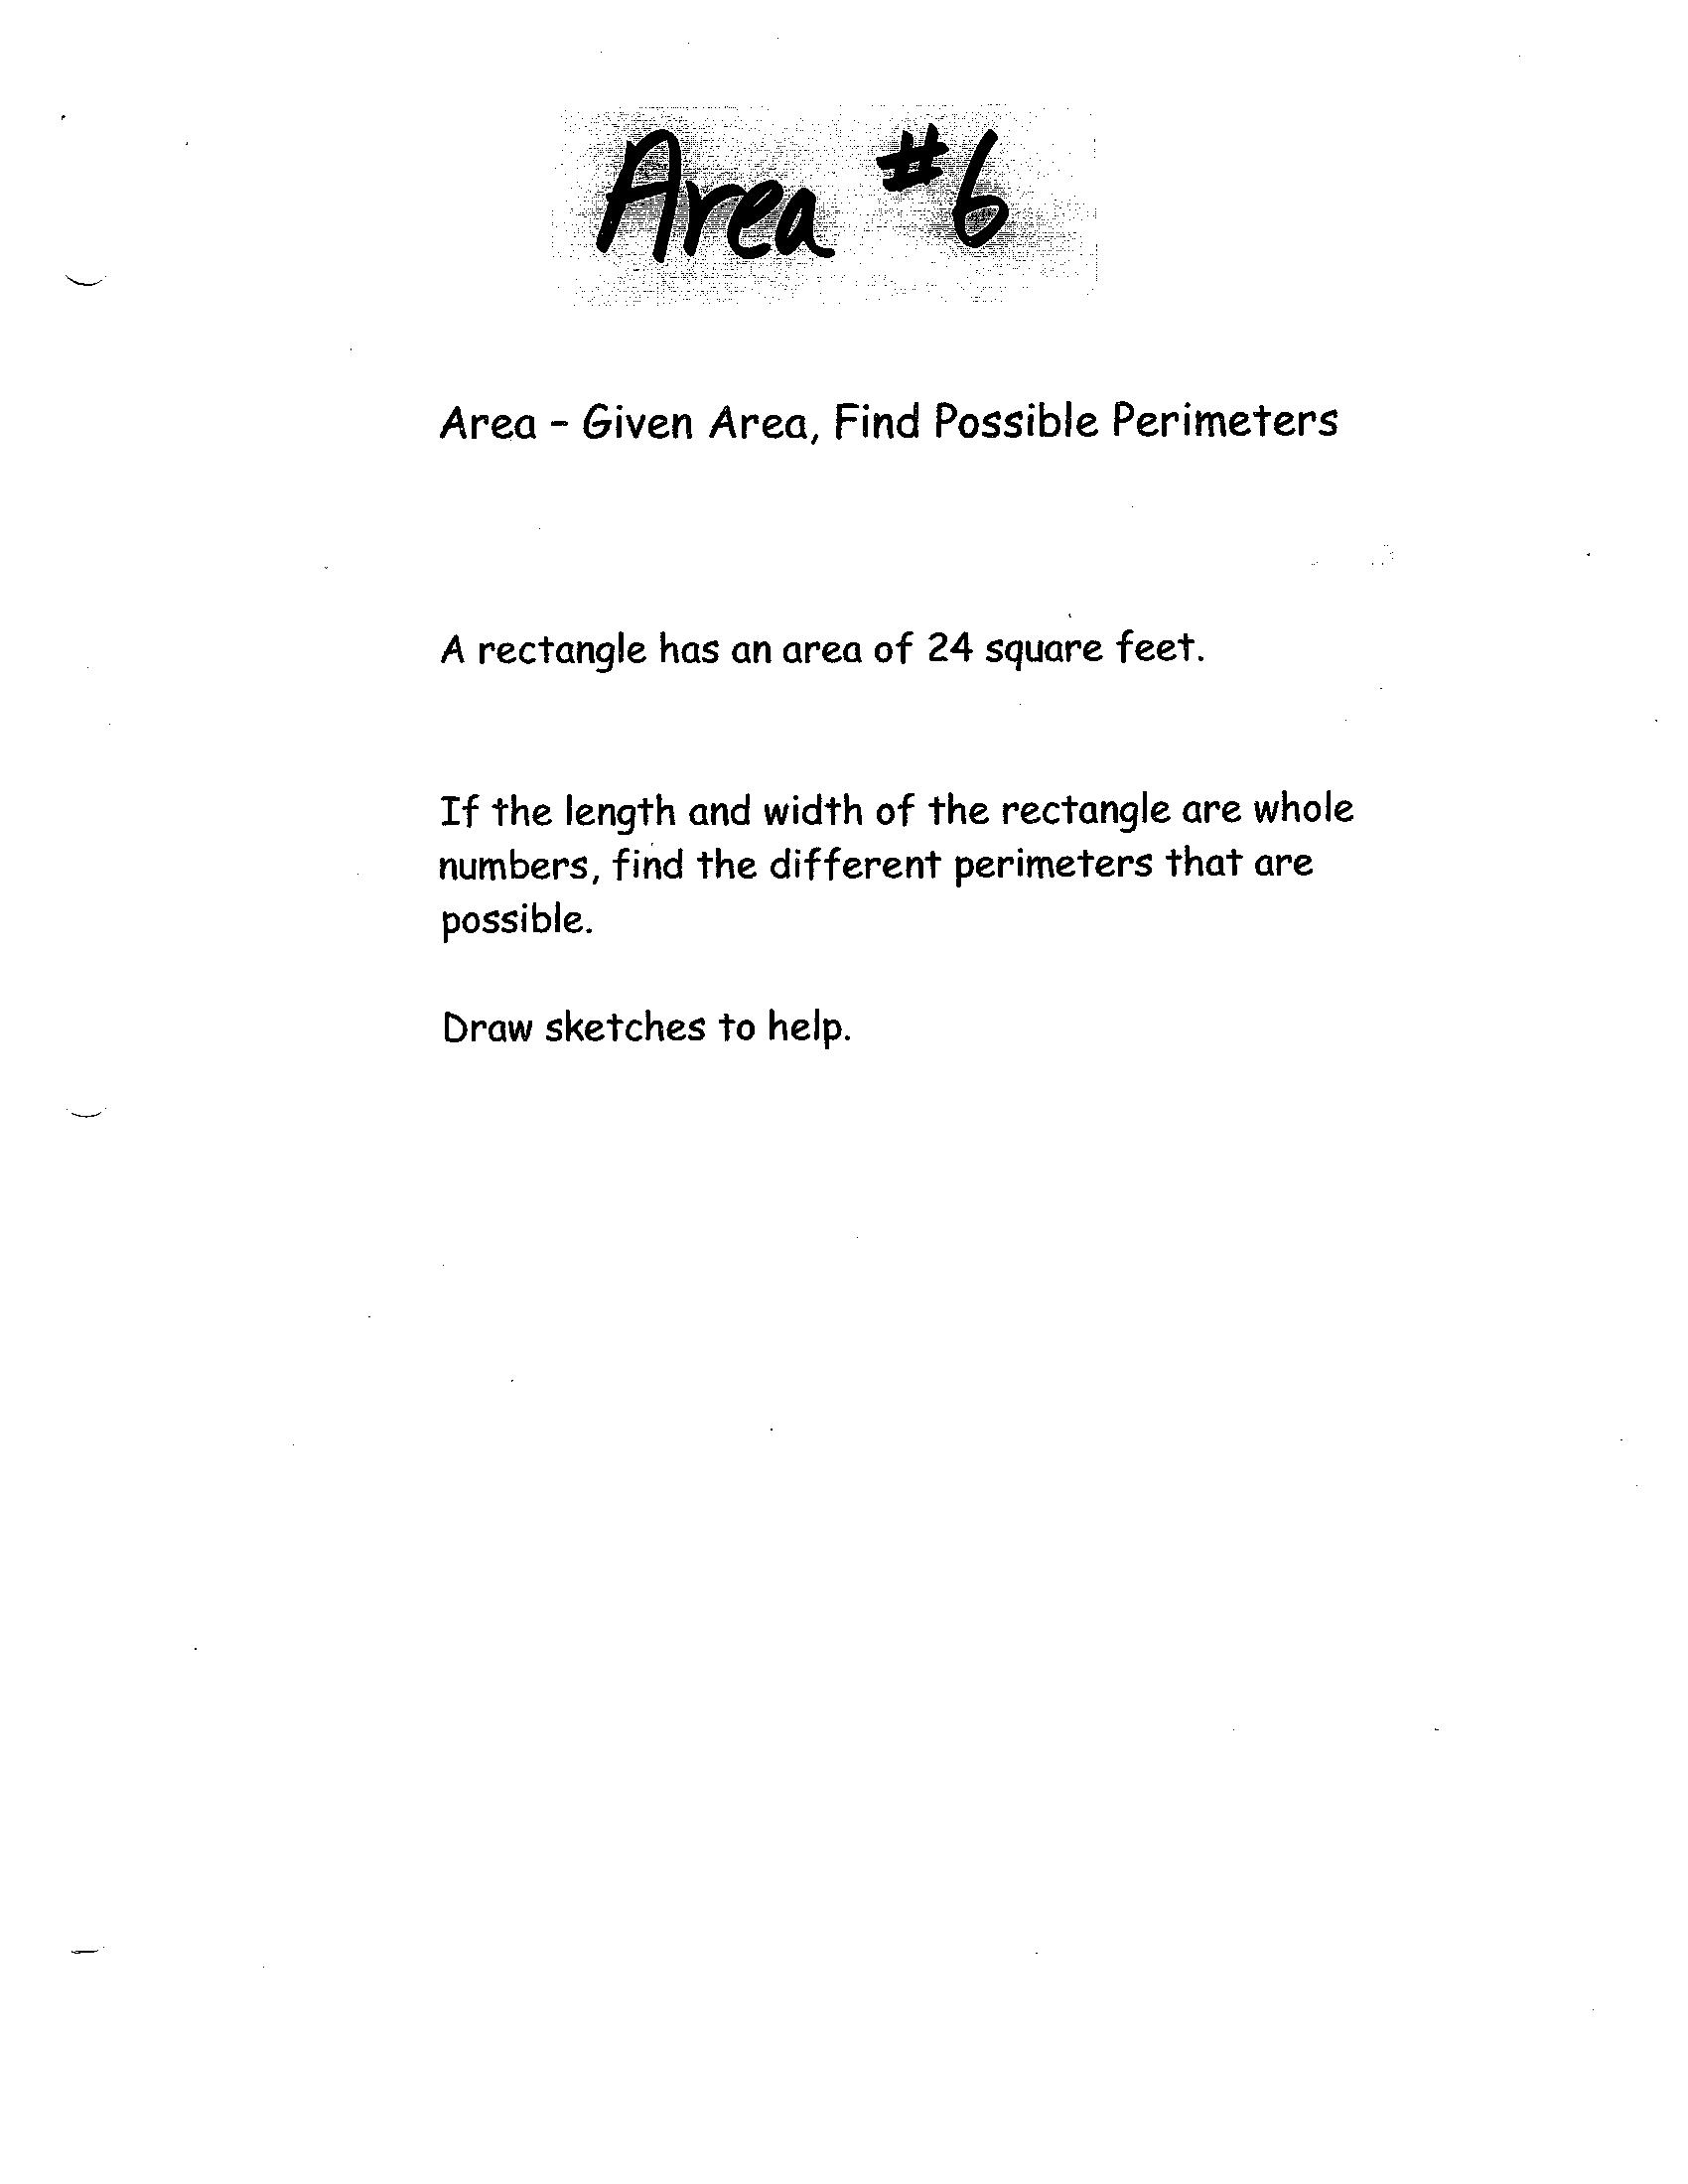 Area #6
Area - Given Area, Find Possible Perimeters
A rectangle has an area of 24 square feet.
If the length and width of the rectangle are whole
numbers, find the different perimeters that are
possible.
Draw sketches to help.